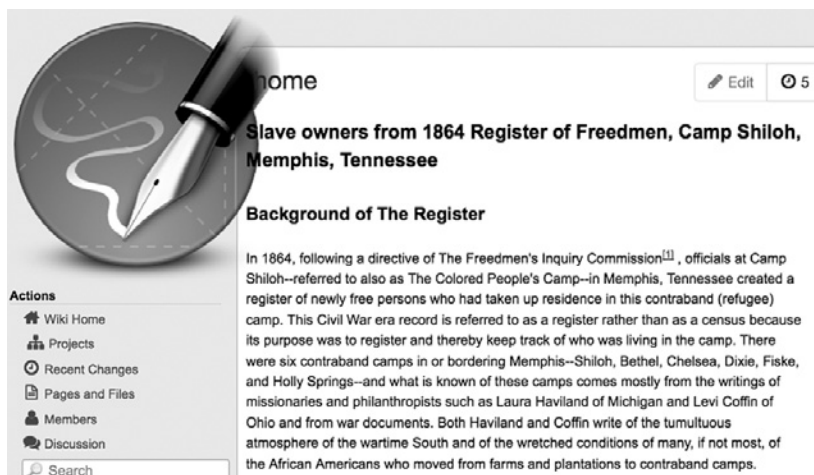 home
Edit
5
Slave owners from 1864 Register of Freedmen, Camp Shiloh,
Memphis, Tennessee
Background of The Register
In 1864, following a directive of The Freedmen's Inquiry Commission[1] , officials at Camp
Shiloh--referred to also as The Colored People's Camp--in Memphis, Tennessee created a
register of newly free persons who had taken up residence in this contraband (refugee)
camp. This Civil War era record is referred to as a register rather than as a census because
its purpose was to register and thereby keep track of who was living in the camp. There
were six contraband camps in or bordering Memphis--Shiloh, Bethel, Chelsea, Dixie, Fiske,
and Holly Springs--and what is known of these camps comes mostly from the writings of
missionaries and philanthropists such as Laura Haviland of Michigan and Levi Coffin of
Ohio and from war documents. Both Haviland and Coffin write of the tumultuous
atmosphere of the wartime South and of the wretched conditions of many, if not most, of
the African Americans who moved from farms and plantations to contraband camps.
Actions
Wiki Home
Projects
Recent Changes
Pages and Files
Members
Discussion
Search